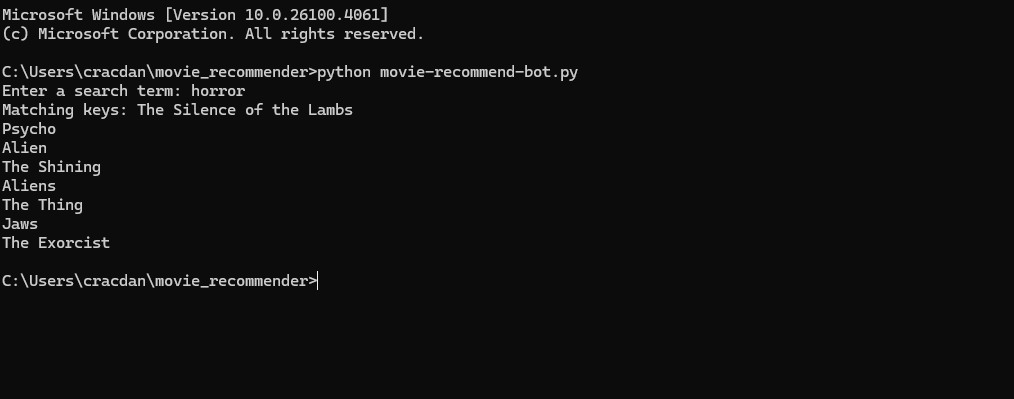 Microsoft Windows [Version 10.0.26100.4061]
(c) Microsoft Corporation. All rights reserved.
C:\Users\cracdan\movie_recommender>python movie-recommend-bot.py
Enter a search term: horror
Matching keys: The Silence of the Lambs
Psycho
Alien
The Shining
Aliens
The Thing
Jaws
The Exorcist
C:\Users\cracdan\movie_recommender>